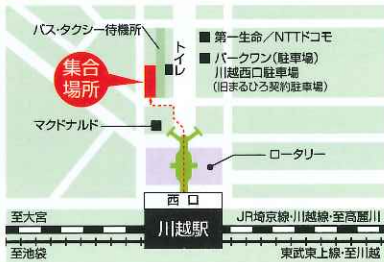 バス・タクシー待機所
トイレ
集合
場所
第一生命/NTTドコモ
パークワン(駐車場)
川越西口駐車場
(旧まるひろ契約駐車場)
マクドナルド
ロータリー
西口
至大宮
川越駅
JR埼京線・川越線・至高麗川
至池袋
東武東上線・至川越